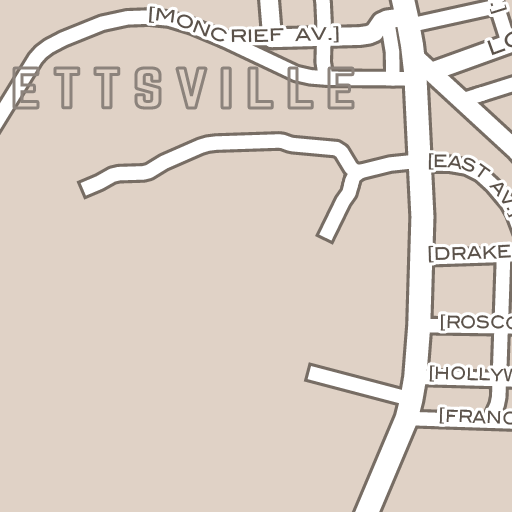 [MONCRIEF AV.]
ETTSVILLE
[EAST AV.]
[DRAKE
[ROSCO
[HOLLYW
[FRANC